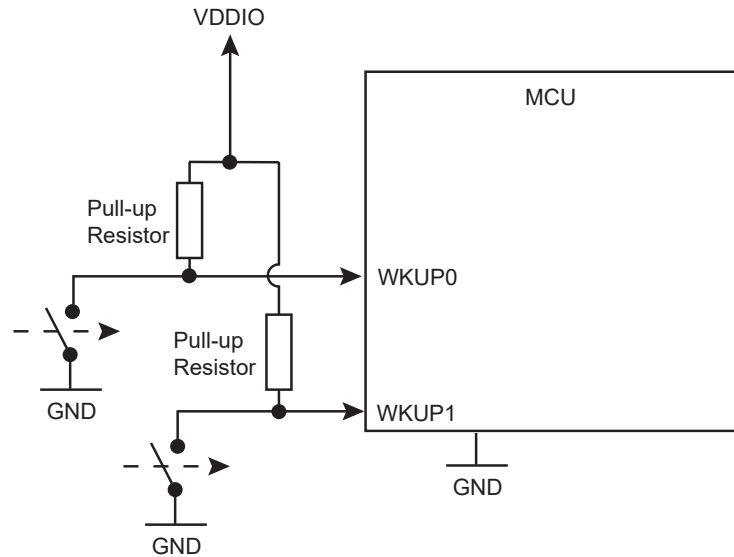 VDDIO
MCU
Pull-up
Resistor
WKUP0
Pull-up
Resistor
GND
WKUP1
GND
GND